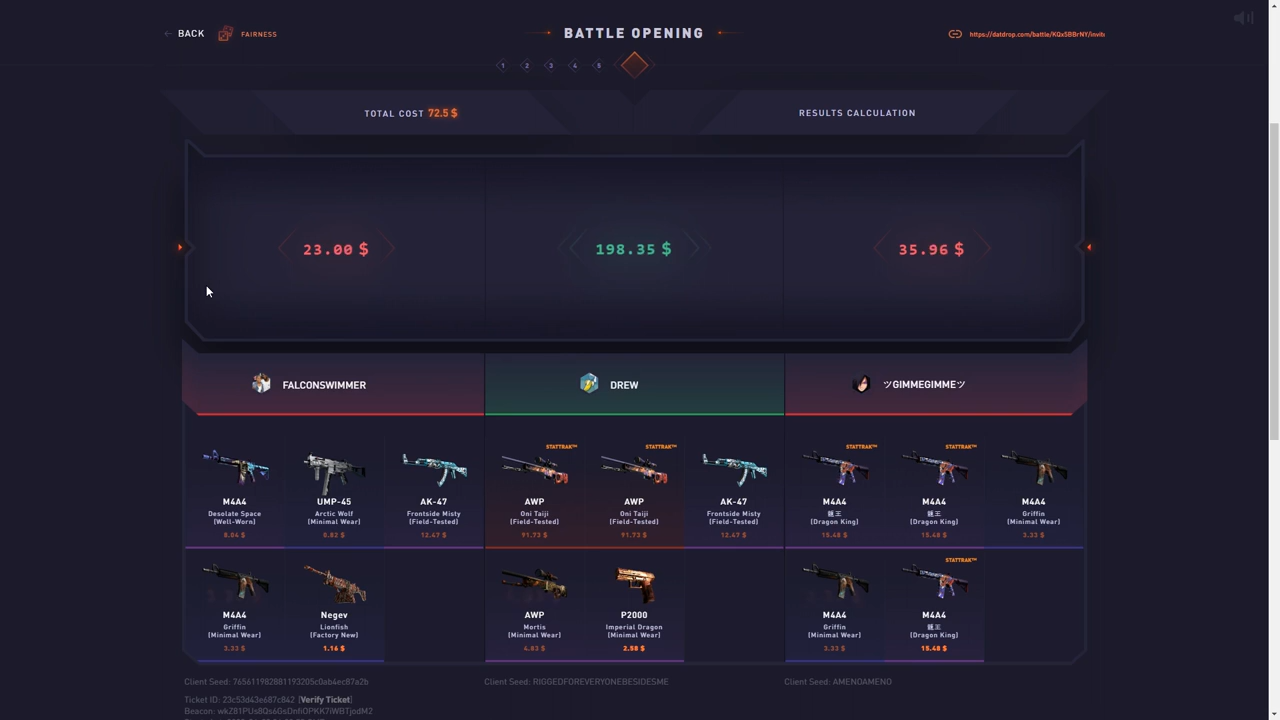 BACK
FAIRNESS
BATTLE OPENING
https://datdrop.com/battle/KQx5BBrNY/invit
1 2 3 4 5
TOTAL COST 72.5 $
RESULTS CALCULATION
23.00 $
198.35 $
35.96 $
FALCONSWIMMER
DREW
ツGIMMEGIMMEツ
STATTRAK™ STATTRAK™ STATTRAK™ STATTRAK™
M4A4 UMP-45 AK-47 AWP AWP AK-47 M4A4 M4A4 M4A4
Desolate Space Arctic Wolf Frontside Misty Oni Taiji Oni Taiji Frontside Misty 龍王 龍王 Griffin
(Well-Worn) (Minimal Wear) (Field-Tested) (Field-Tested) (Field-Tested) (Field-Tested) (Dragon King) (Dragon King) (Minimal Wear)
8.04 $ 0.82 $ 12.47 $ 91.73 $ 91.73 $ 12.47 $ 15.48 $ 15.48 $ 3.33 $
STATTRAK™
M4A4 Negev AWP P2000 M4A4 M4A4
Griffin Lionfish Mortis Imperial Dragon Griffin 龍王
(Minimal Wear) (Factory New) (Minimal Wear) (Minimal Wear) (Minimal Wear) (Dragon King)
3.33 $ 1.16 $ 4.83 $ 2.58 $ 3.33 $ 15.48 $
Client Seed: 76561198288119320​5c0ab4ec87a2b
Client Seed: RIGGEDFOREVERYONEBESIDESME
Client Seed: AMENOAMENO
Ticket ID: 23c53d43e687c842 [Verify Ticket]
Beacon: wkZ81PUs8Qs6GsDnfiOPKK7iWBTjodM2